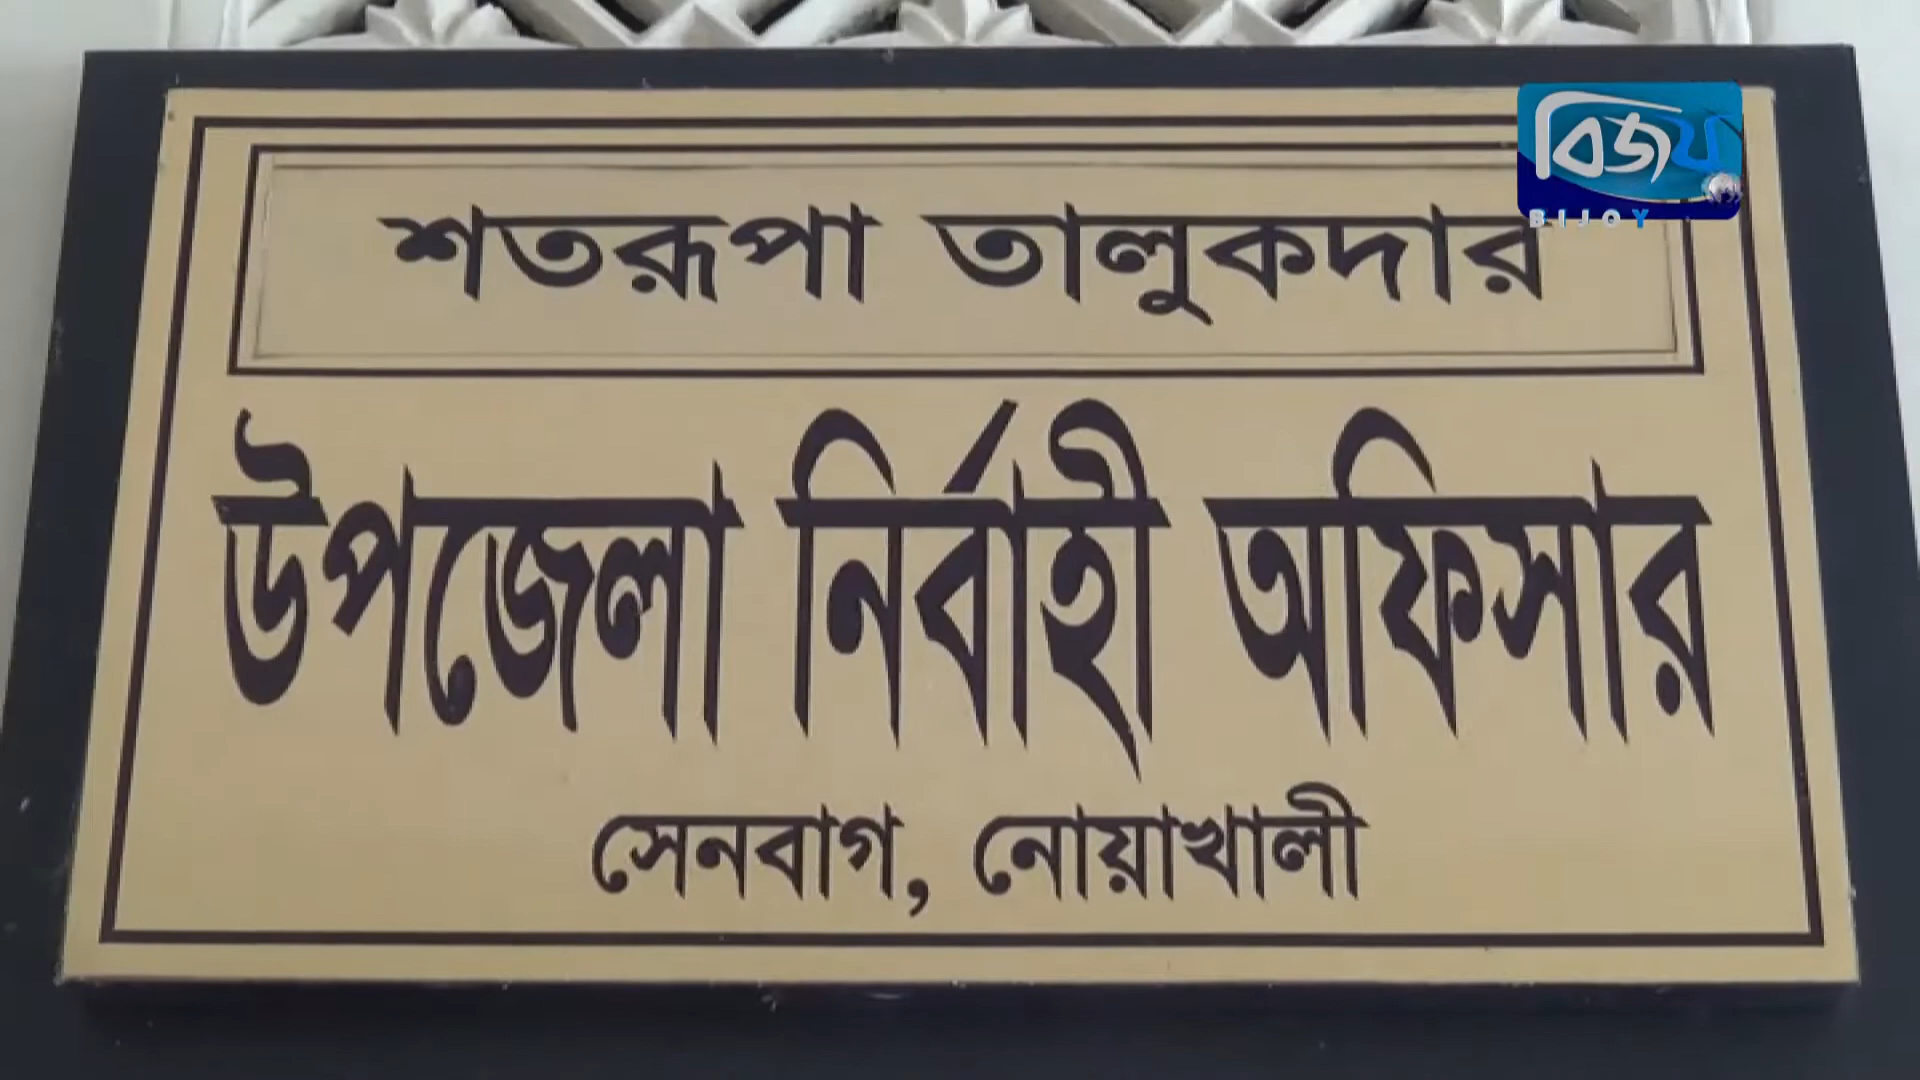 বিজয়
BIJOY
শতরূপা তালুকদার
উপজেলা নির্বাহী অফিসার
সেনবাগ, নোয়াখালী